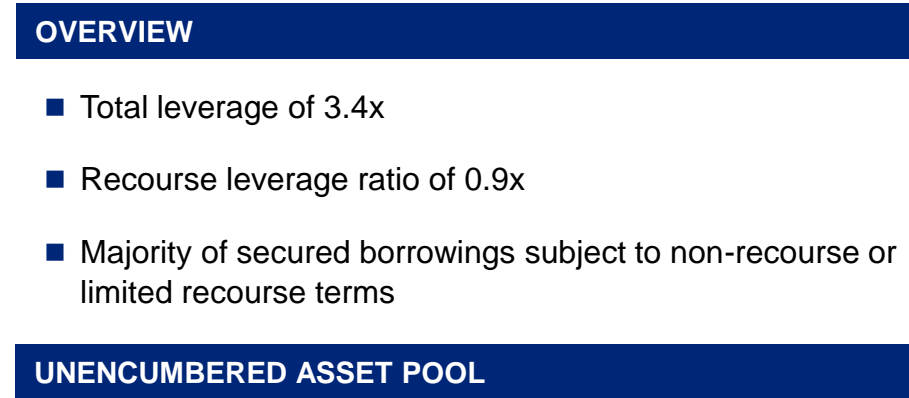 OVERVIEW
■ Total leverage of 3.4x
■ Recourse leverage ratio of 0.9x
■ Majority of secured borrowings subject to non-recourse or
limited recourse terms
UNENCUMBERED ASSET POOL